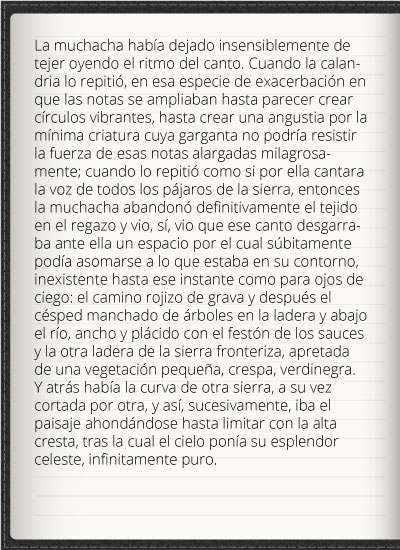 La muchacha había dejado insensiblemente de
tejer oyendo el ritmo del canto. Cuando la calan-
dria lo repitió, en esa especie de exacerbación en
que las notas se ampliaban hasta parecer crear
círculos vibrantes, hasta crear una angustia por la
mínima criatura cuya garganta no podría resistir
la fuerza de esas notas alargadas milagrosa-
mente; cuando lo repitió como si por ella cantara
la voz de todos los pájaros de la sierra, entonces
la muchacha abandonó definitivamente el tejido
en el regazo y vio, sí, vio que ese canto desgarra-
ba ante ella un espacio por el cual súbitamente
podía asomarse a lo que estaba en su contorno,
inexistente hasta ese instante como para ojos de
ciego: el camino rojizo de grava y después el
césped manchado de árboles en la ladera y abajo
el río, ancho y plácido con el festón de los sauces
y la otra ladera de la sierra fronteriza, apretada
de una vegetación pequeña, crespa, verdinegra.
Y atrás había la curva de otra sierra, a su vez
cortada por otra, y así, sucesivamente, iba el
paisaje ahondándose hasta limitar con la alta
cresta, tras la cual el cielo ponía su esplendor
celeste, infinitamente puro.